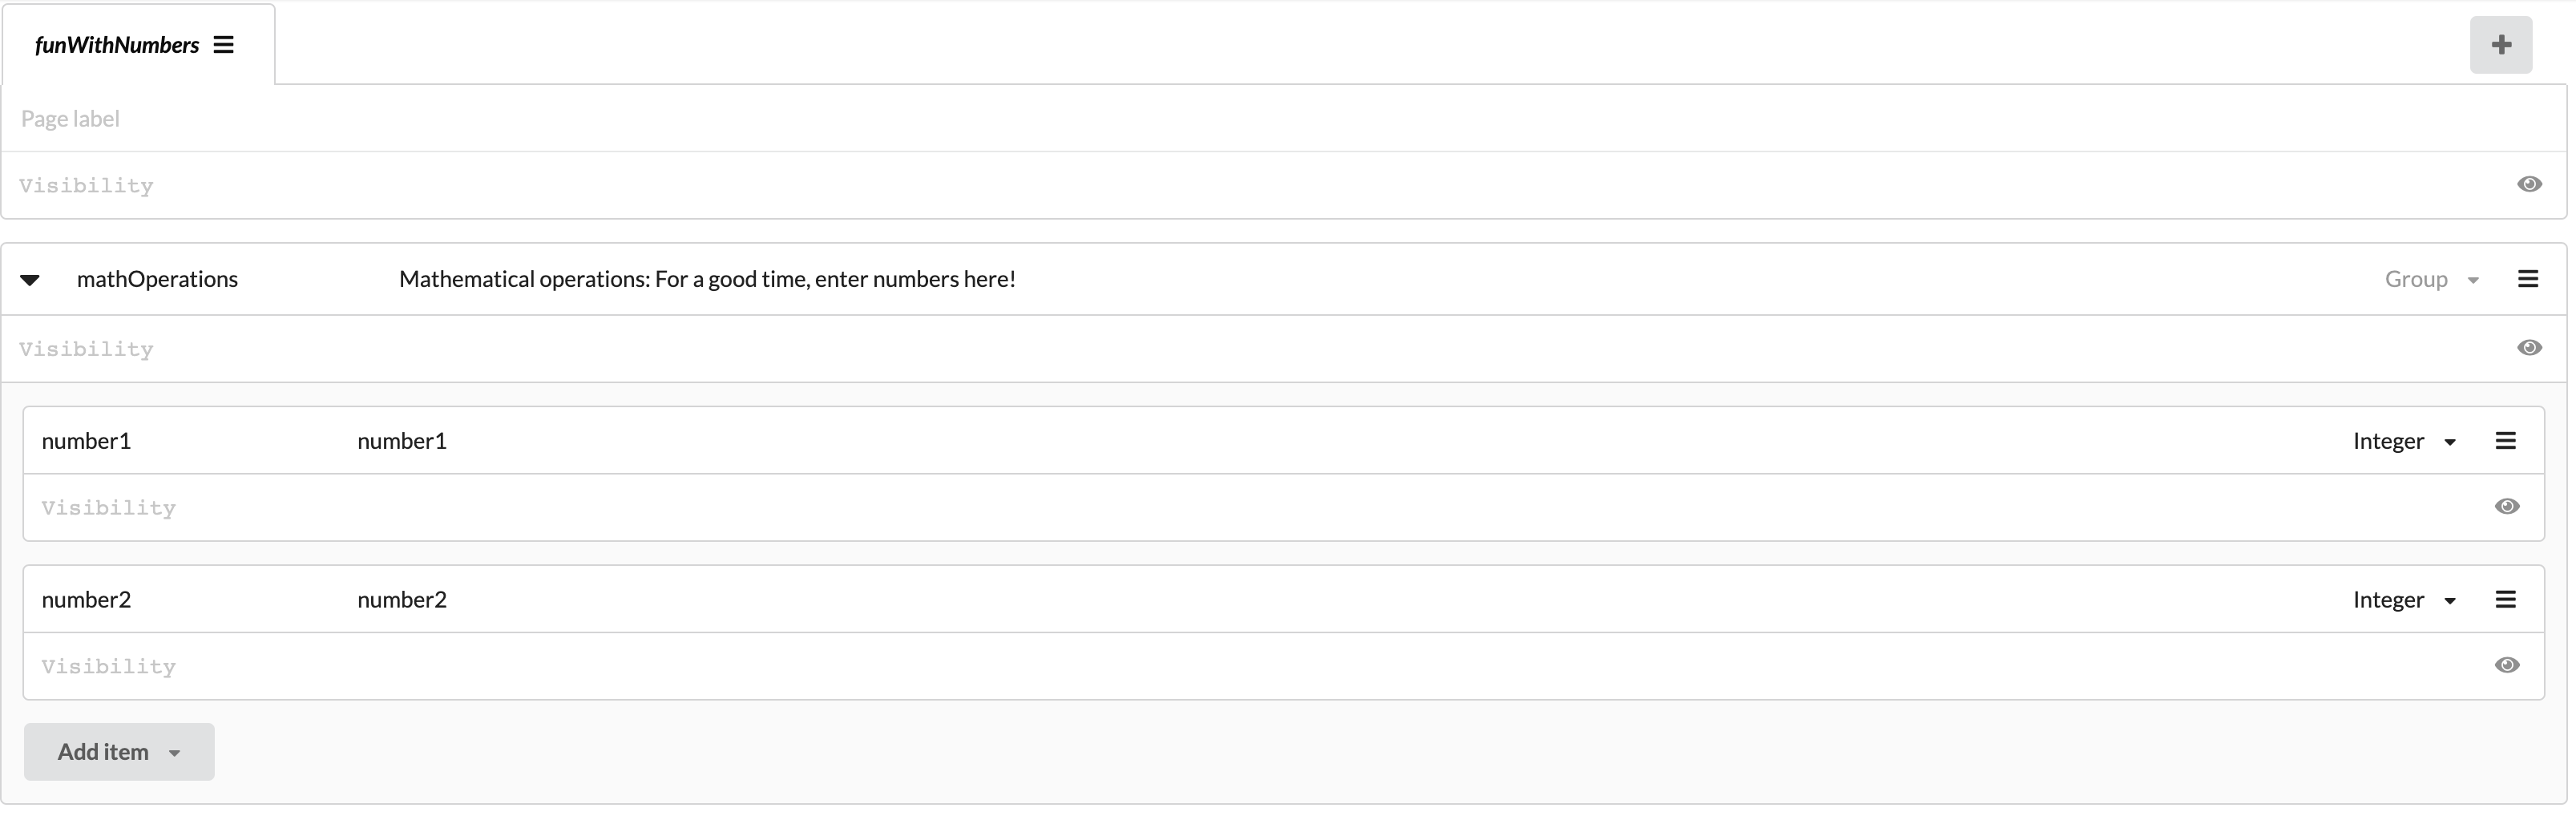 funWithNumbers
Page label
Visibility
mathOperations Mathematical operations: For a good time, enter numbers here! Group
Visibility
number1 number1 Integer
Visibility
number2 number2 Integer
Visibility
Add item